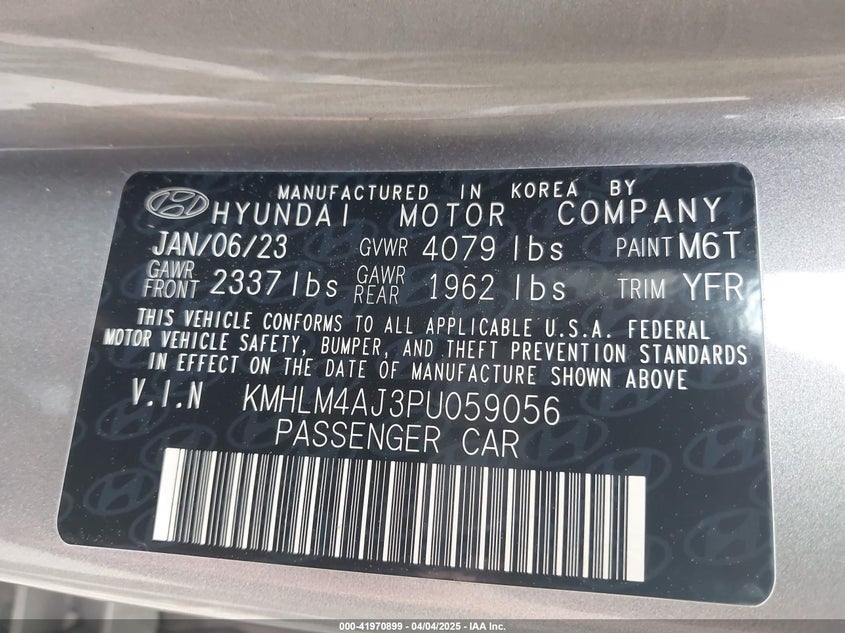 MANUFACTURED IN KOREA BY
HYUNDAI MOTOR COMPANY
JAN/06/23 GVWR 4079 lbs PAINT M6T
GAWR FRONT 2337 lbs GAWR REAR 1962 lbs TRIM YFR
THIS VEHICLE CONFORMS TO ALL APPLICABLE U.S.A. FEDERAL
MOTOR VEHICLE SAFETY, BUMPER, AND THEFT PREVENTION STANDARDS
IN EFFECT ON THE DATE OF MANUFACTURE SHOWN ABOVE
V.I.N KMHLM4AJ3PU059056
PASSENGER CAR
000-41970899 - 04/04/2025 - IAA Inc.